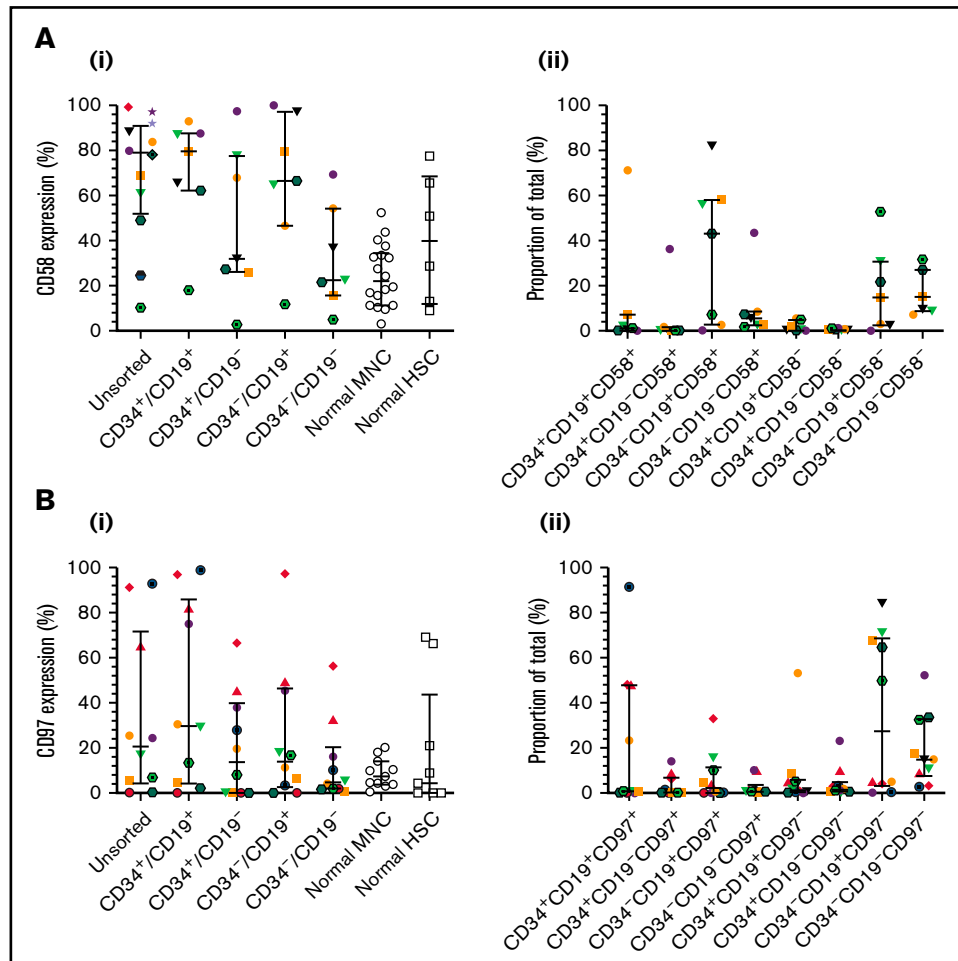 A
(i)
(ii)
CD58 expression (%)
100
80
60
40
20
0
Unsorted
CD34⁺/CD19⁺
CD34⁺/CD19⁻
CD34⁻/CD19⁺
CD34⁻/CD19⁻
Normal MNC
Normal HSC
Proportion of total (%)
100
80
60
40
20
0
CD34⁺CD19⁺CD58⁺
CD34⁺CD19⁻CD58⁺
CD34⁻CD19⁺CD58⁺
CD34⁻CD19⁻CD58⁺
CD34⁺CD19⁺CD58⁻
CD34⁺CD19⁻CD58⁻
CD34⁻CD19⁺CD58⁻
CD34⁻CD19⁻CD58⁻
B
(i)
(ii)
CD97 expression (%)
100
80
60
40
20
0
Unsorted
CD34⁺/CD19⁺
CD34⁺/CD19⁻
CD34⁻/CD19⁺
CD34⁻/CD19⁻
Normal MNC
Normal HSC
Proportion of total (%)
100
80
60
40
20
0
CD34⁺CD19⁺CD97⁺
CD34⁺CD19⁻CD97⁺
CD34⁻CD19⁺CD97⁺
CD34⁻CD19⁻CD97⁺
CD34⁺CD19⁺CD97⁻
CD34⁺CD19⁻CD97⁻
CD34⁻CD19⁺CD97⁻
CD34⁻CD19⁻CD97⁻